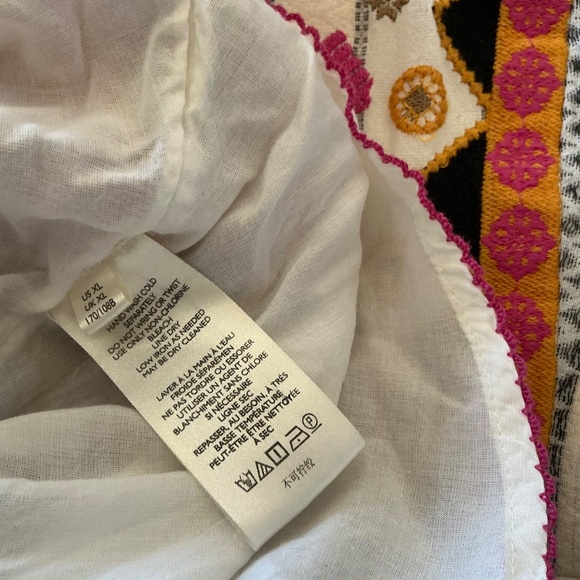 US XL
UK XL
170/108B
HAND WASH COLD
SEPARATELY
DO NOT WRING OR TWIST
USE ONLY NON-CHLORINE
BLEACH
LINE DRY
LOW IRON AS NEEDED
MAY BE DRY CLEANED
LAVER A LA MAIN À L'EAU
FROIDE SÉPARÉMEN
NE PAS TORDRE OU ESSORER
UTILISER UN AGENT DE
BLANCHIMENT SANS CHLORE
SI NÉCESSAIRE
LIGNE SEC
REPASSER, AU BESOIN, À TRÈS
BASSE TEMPÉRATURE
PEUT-ÊTRE ÊTRE NETTOYÉE
À SEC
不可拧绞